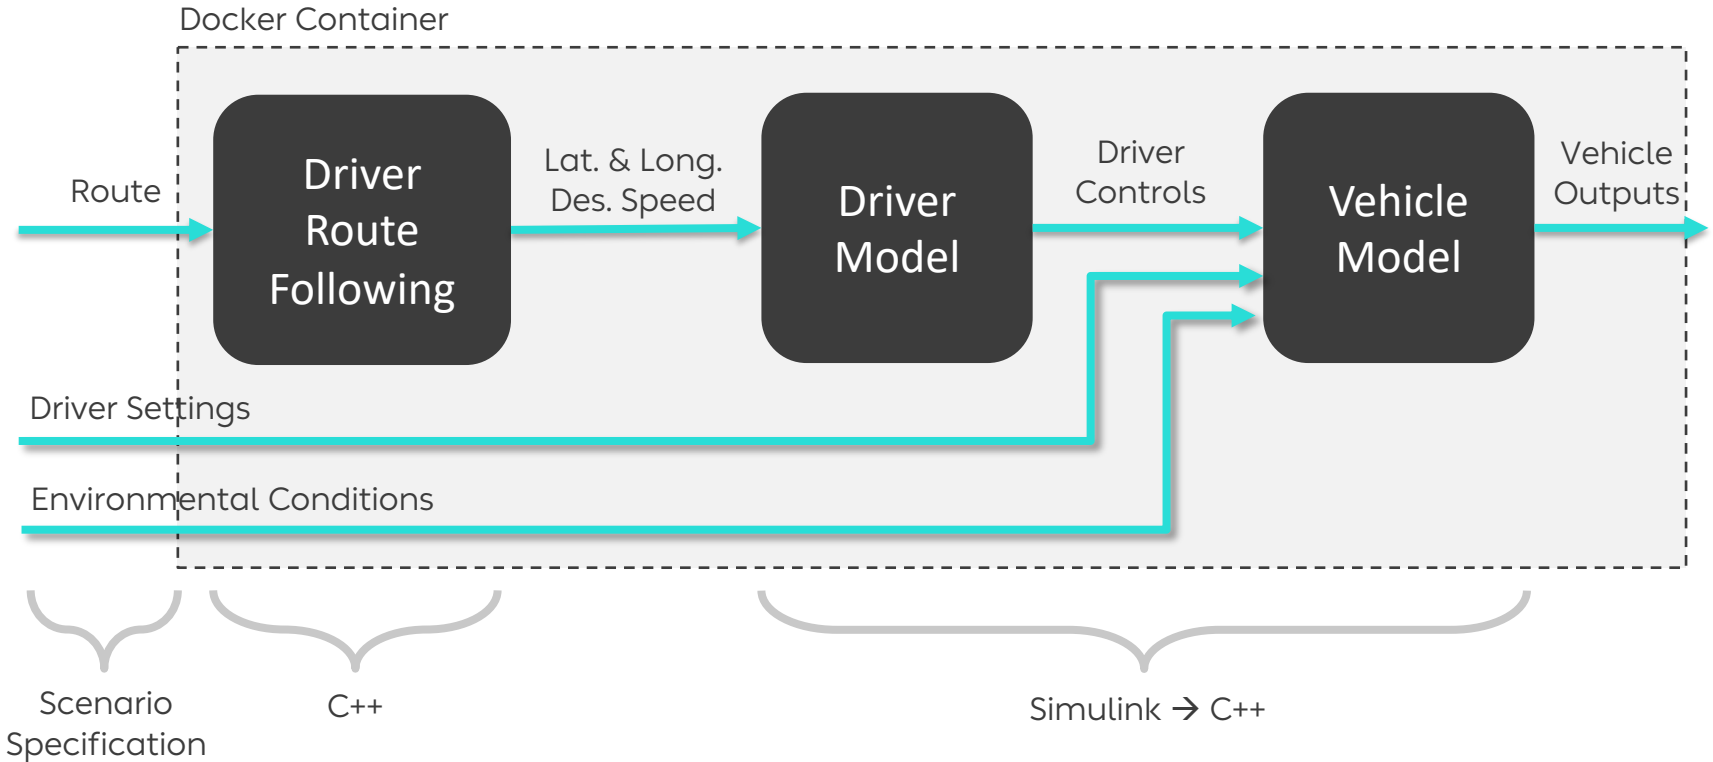 Docker Container
Route
Driver
Route
Following
Lat. & Long.
Des. Speed
Driver
Model
Driver
Controls
Vehicle
Model
Vehicle
Outputs
Driver Settings
Environmental Conditions
Scenario
Specification
C++
Simulink → C++